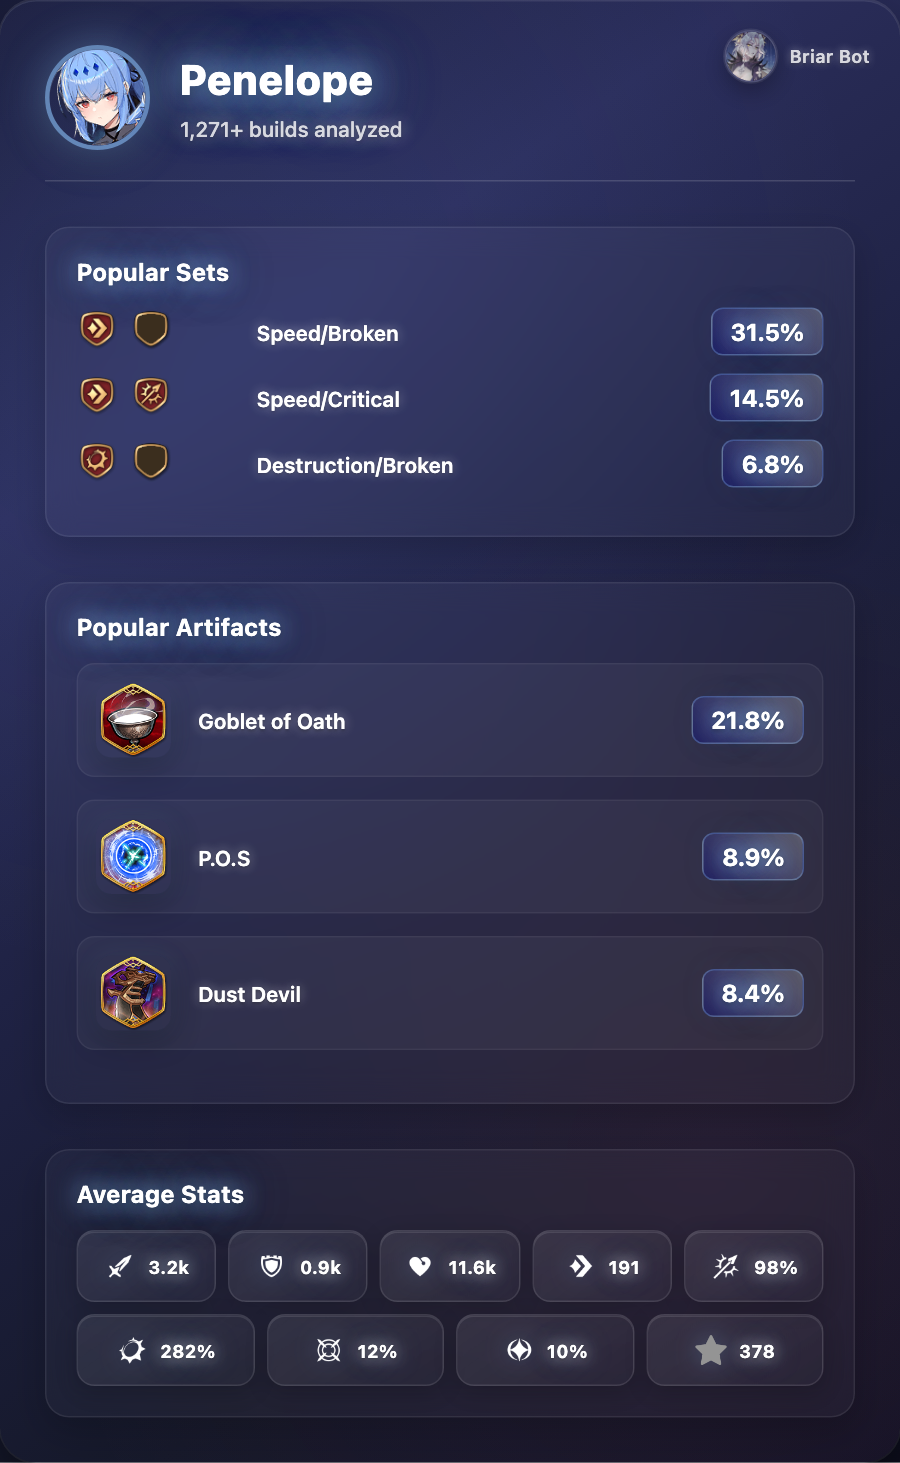 Penelope
1,271+ builds analyzed
Briar Bot
Popular Sets
Speed/Broken 31.5%
Speed/Critical 14.5%
Destruction/Broken 6.8%
Popular Artifacts
Goblet of Oath 21.8%
P.O.S 8.9%
Dust Devil 8.4%
Average Stats
3.2k 0.9k 11.6k 191 98%
282% 12% 10% 378